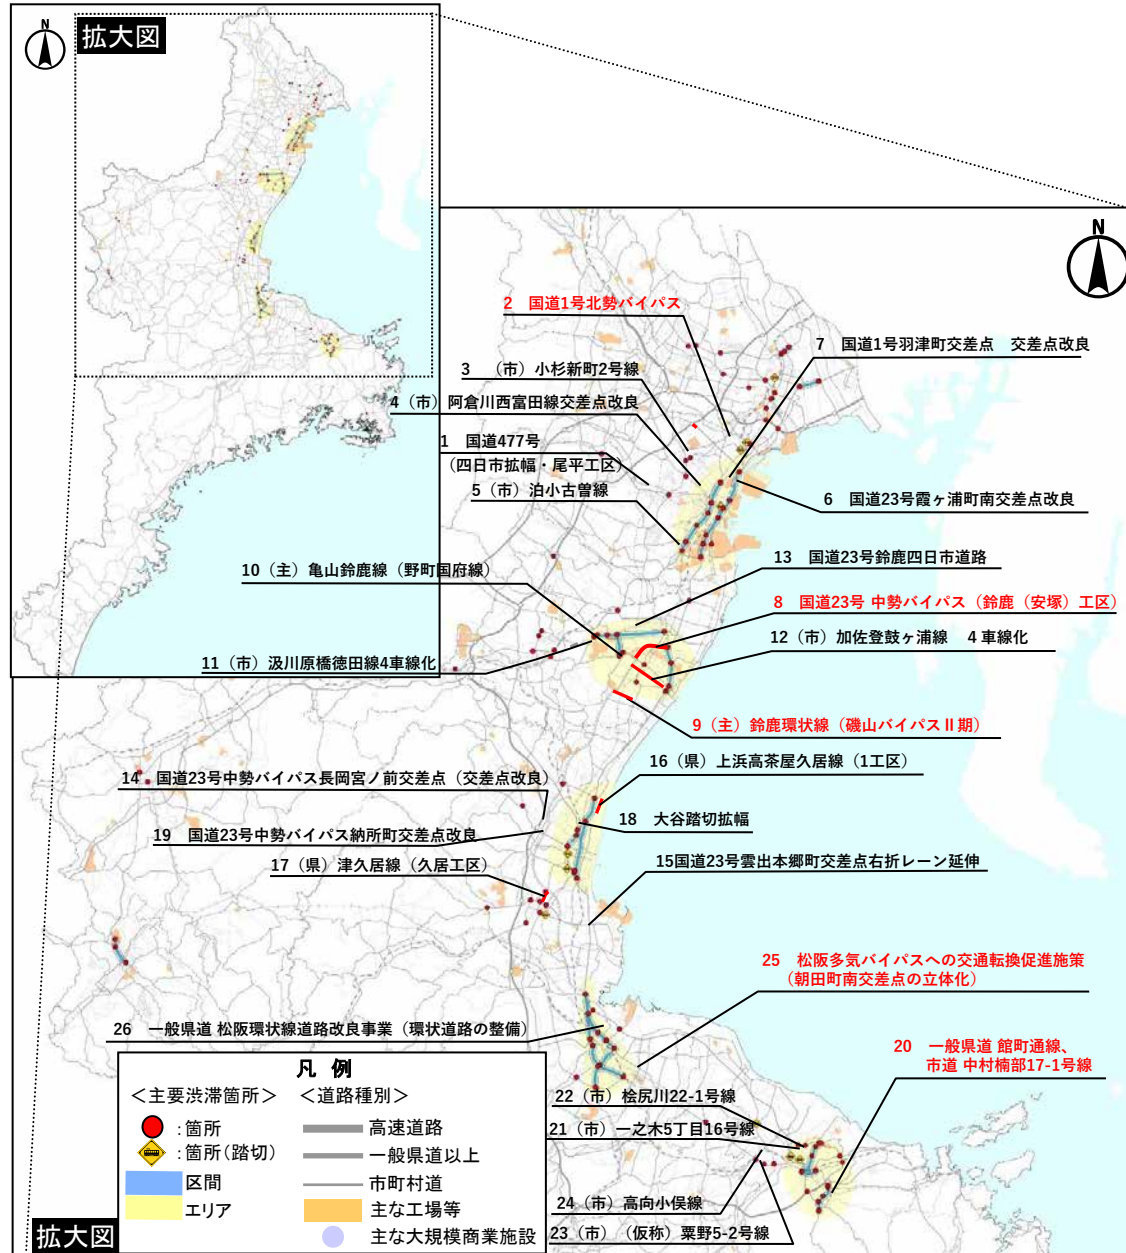 N
拡大図
N
2 国道1号北勢バイパス
7 国道1号羽津町交差点 交差点改良
3 (市)小杉新町2号線
4(市)阿倉川西富田線交差点改良
1 国道477号
(四日市拡幅・尾平工区)
5(市)泊小古曽線
6 国道23号霞ヶ浦町南交差点改良
13 国道23号鈴鹿四日市道路
10(主)亀山鈴鹿線(野町国府線)
8 国道23号 中勢バイパス(鈴鹿(安塚)工区)
12(市)加佐登鼓ヶ浦線 4車線化
11(市)汲川原橋徳田線4車線化
9(主)鈴鹿環状線(磯山バイパスⅡ期)
16(県)上浜高茶屋久居線(1工区)
14 国道23号中勢バイパス長岡宮ノ前交差点(交差点改良)
18 大谷踏切拡幅
19 国道23号中勢バイパス納所町交差点改良
15国道23号雲出本郷町交差点右折レーン延伸
17(県)津久居線(久居工区)
25 松阪多気バイパスへの交通転換促進施策
(朝田町南交差点の立体化)
26 一般県道 松阪環状線道路改良事業(環状道路の整備)
20 一般県道 館町通線、
市道 中村楠部17-1号線
22(市)桧尻川22-1号線
21(市)一之木5丁目16号線
24(市)高向小俣線
23(市)(仮称)粟野5-2号線
凡 例
<主要渋滞箇所> <道路種別>
:箇所 高速道路
:箇所(踏切) 一般県道以上
区間 市町村道
エリア 主な工場等
主な大規模商業施設
拡大図